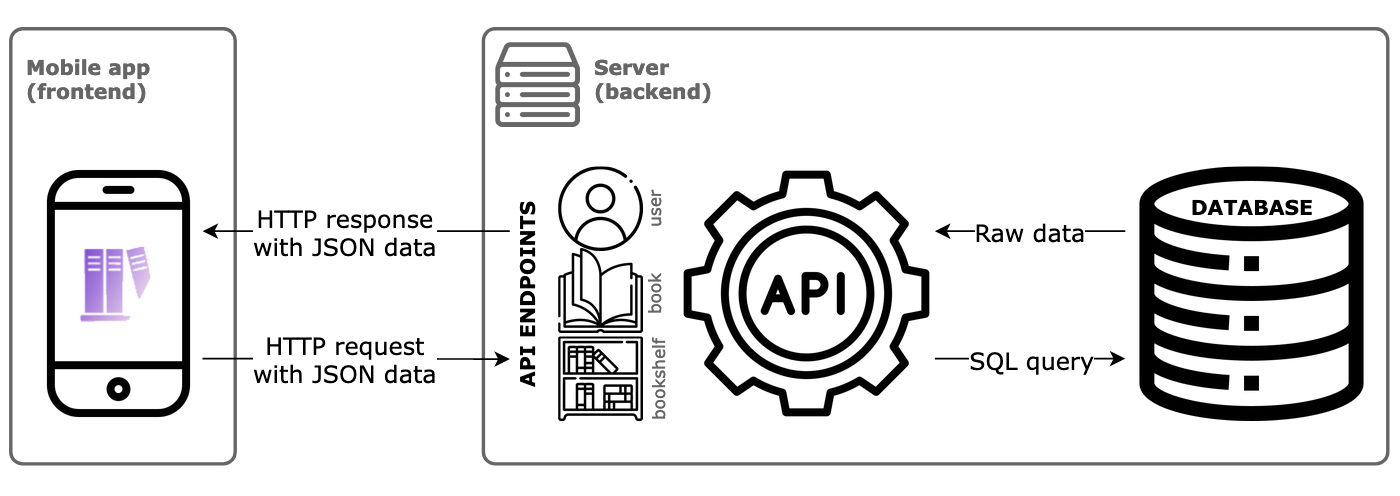 Mobile app
(frontend)
Server
(backend)
HTTP response
with JSON data
HTTP request
with JSON data
API ENDPOINTS
user
book
bookshelf
API
Raw data
SQL query
DATABASE